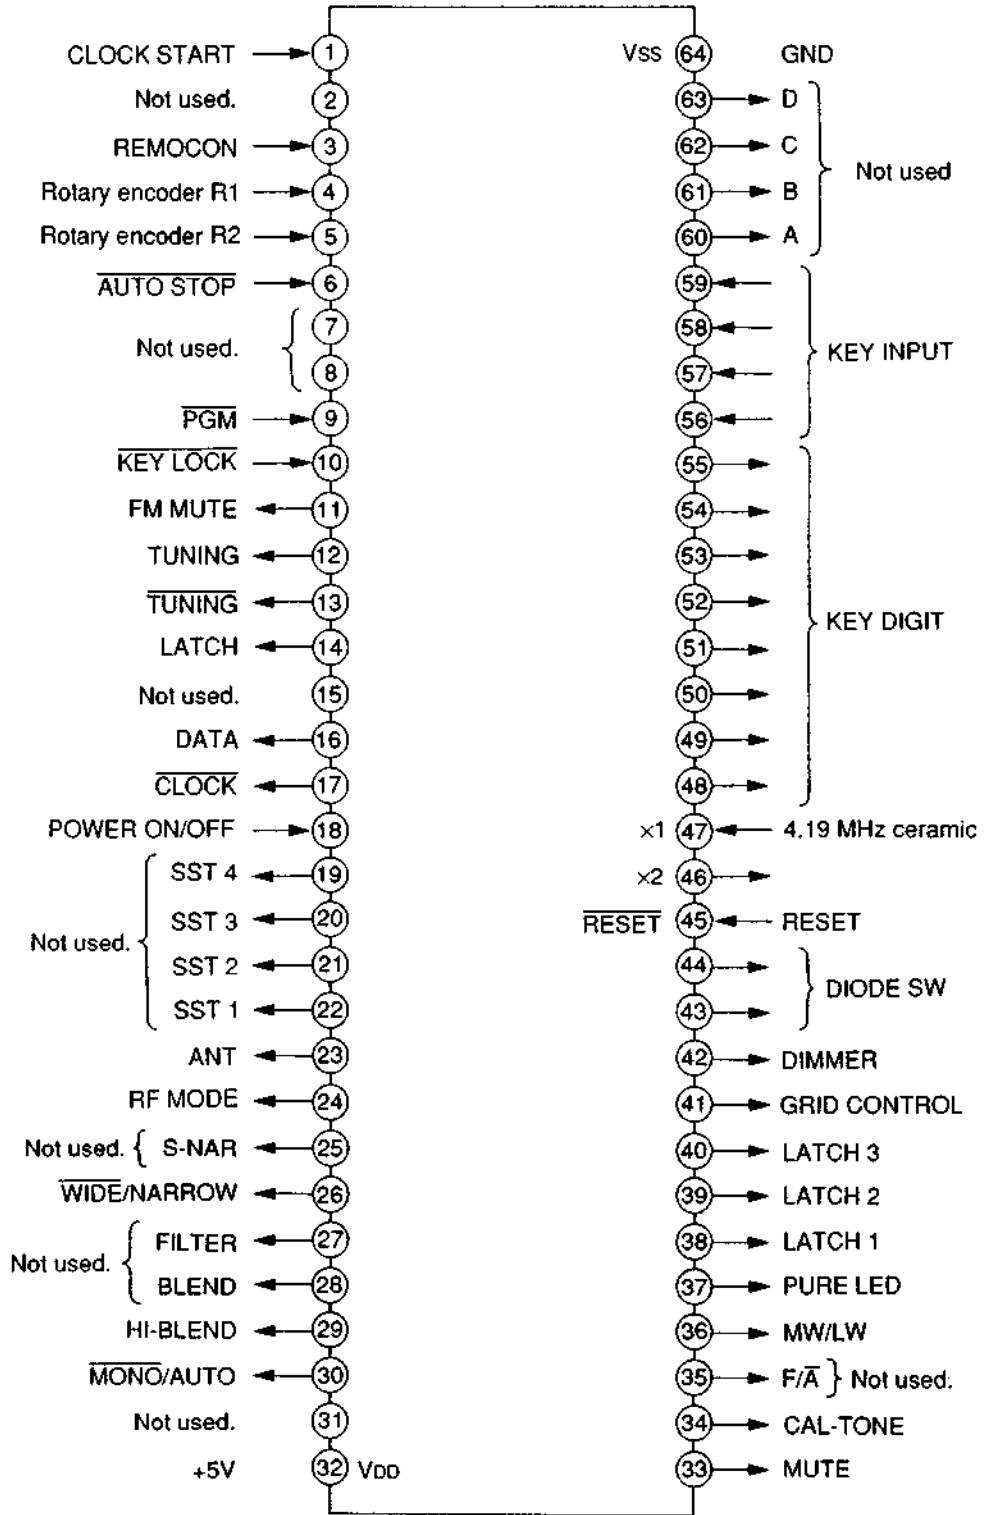 CLOCK START 1 Vss 64 GND
Not used. 2 63 D
REMOCON 3 62 C
Not used
Rotary encoder R1 4 61 B
Rotary encoder R2 5 60 A
AUTO STOP 6 59
7 58
Not used. KEY INPUT
8 57
PGM 9 56
KEY LOCK 10 55
FM MUTE 11 54
TUNING 12 53
TUNING 13 52
KEY DIGIT
LATCH 14 51
Not used. 15 50
DATA 16 49
CLOCK 17 48
POWER ON/OFF 18 ×1 47 4.19 MHz ceramic
SST 4 19 ×2 46
SST 3 20 RESET 45 RESET
Not used.
SST 2 21 44
DIODE SW
SST 1 22 43
ANT 23 42 DIMMER
RF MODE 24 41 GRID CONTROL
Not used. S-NAR 25 40 LATCH 3
WIDE/NARROW 26 39 LATCH 2
FILTER 27 38 LATCH 1
Not used.
BLEND 28 37 PURE LED
HI-BLEND 29 36 MW/LW
MONO/AUTO 30 35 F/A Not used.
Not used. 31 34 CAL-TONE
+5V 32 VDD 33 MUTE